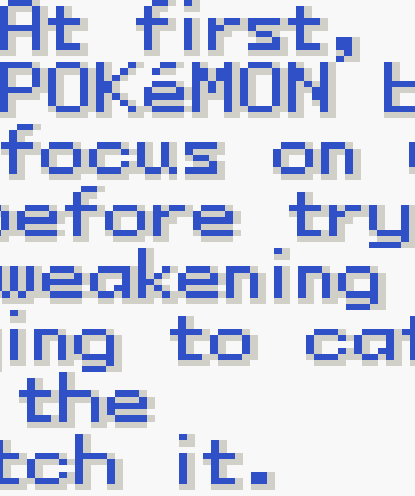 At first,
POKéMON
focus on
before try
weakening
ing to cat
the
tch it.